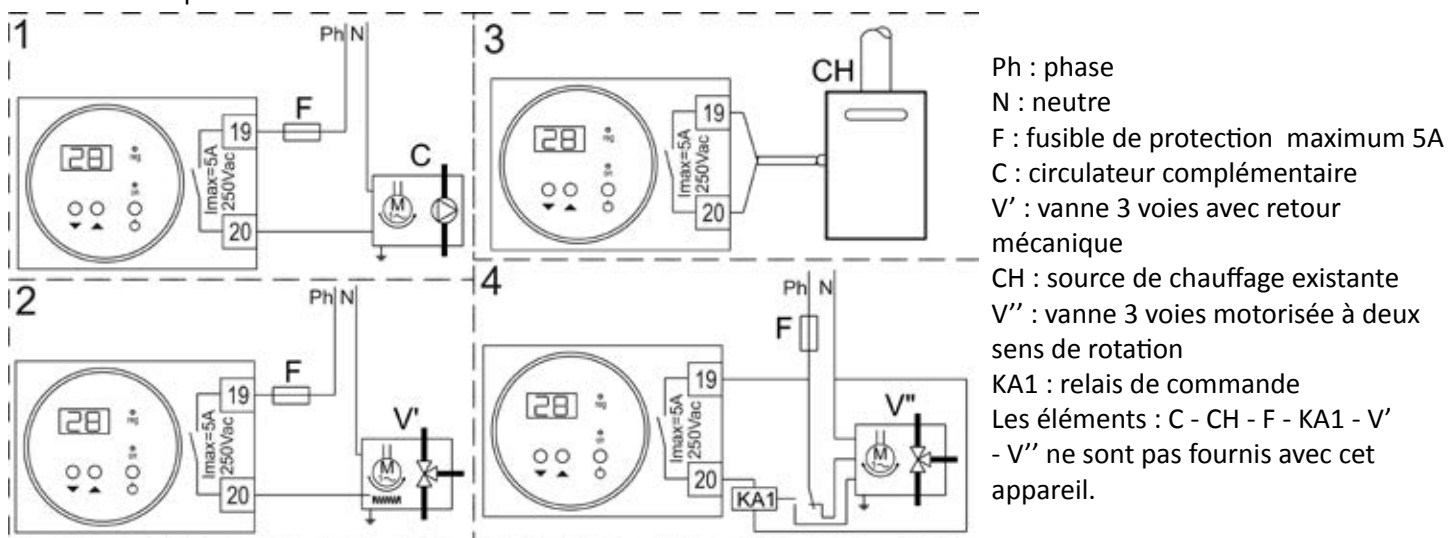 1
Ph N
F
19
28
Imax=5A
250Vac
20
C
M
1~
2
Ph N
F
19
28
Imax=5A
250Vac
20
V'
M
1~
3
CH
19
28
Imax=5A
250Vac
20
4
Ph N
F
19
28
Imax=5A
250Vac
20
KA1
V"
M
1~
Ph : phase
N : neutre
F : fusible de protection maximum 5A
C : circulateur complémentaire
V’ : vanne 3 voies avec retour
mécanique
CH : source de chauffage existante
V’’ : vanne 3 voies motorisée à deux
sens de rotation
KA1 : relais de commande
Les éléments : C - CH - F - KA1 - V’
- V’’ ne sont pas fournis avec cet
appareil.